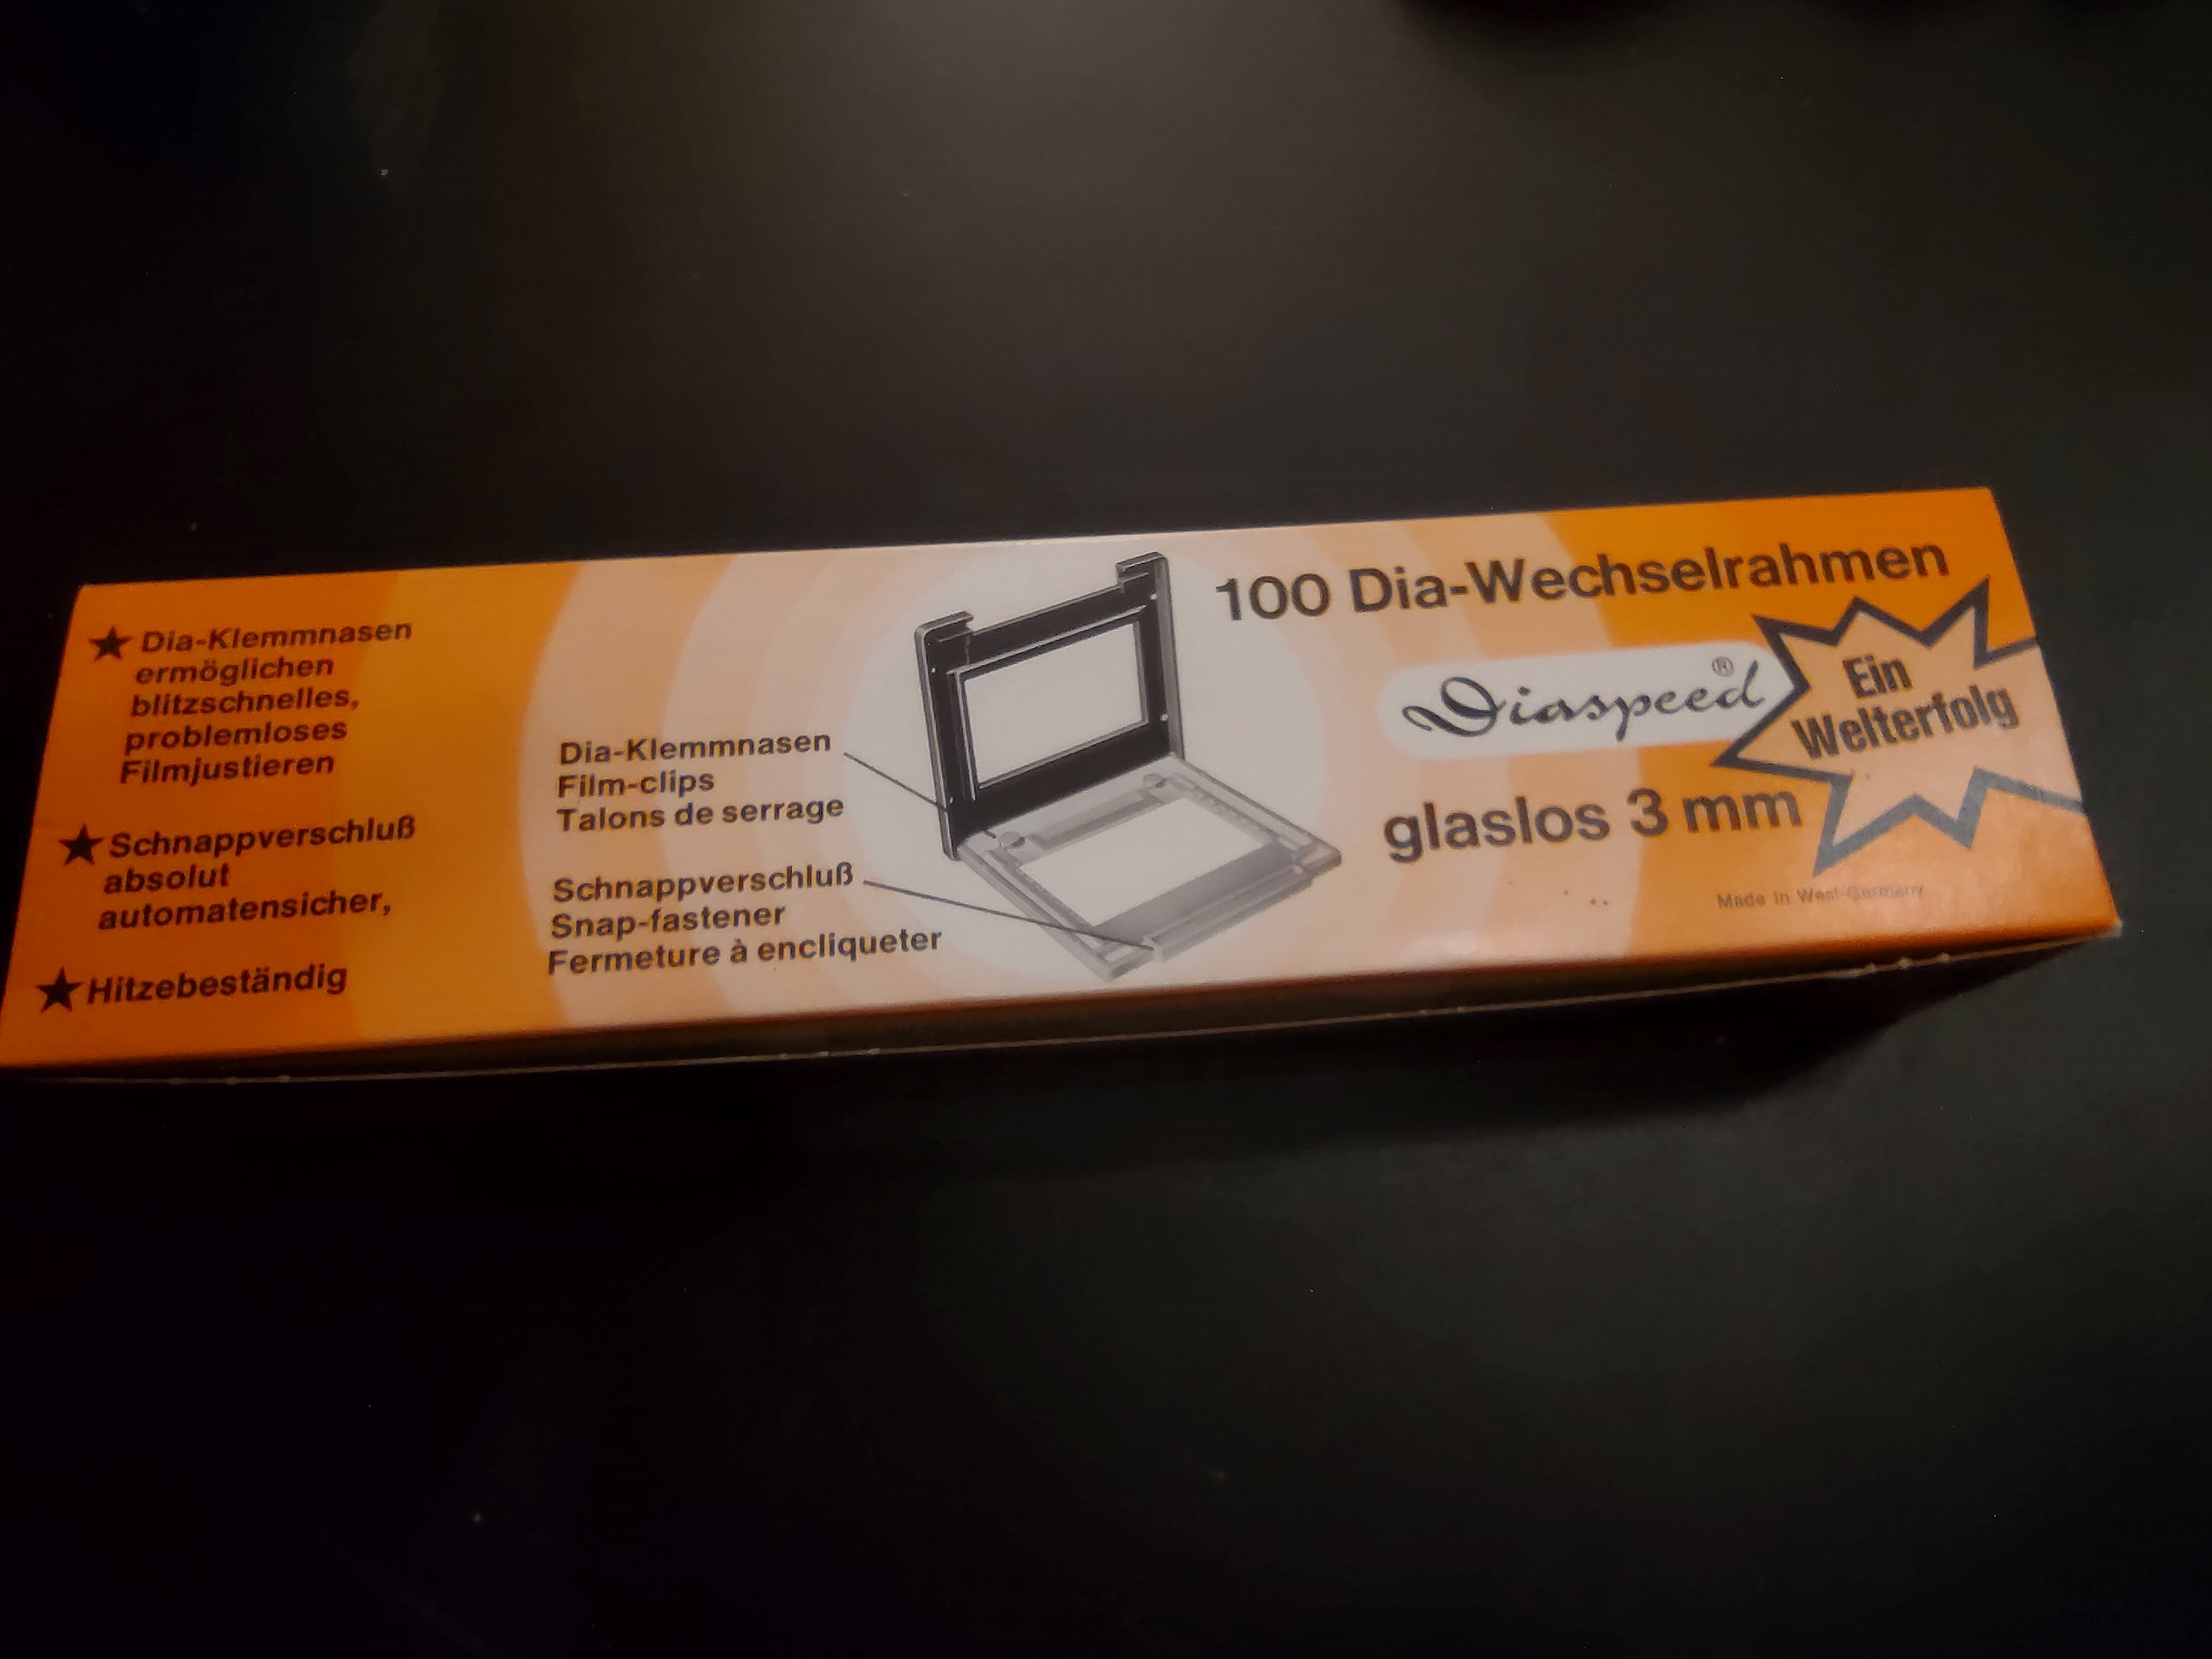 ★ Dia-Klemmnasen
ermöglichen
blitzschnelles,
problemloses
Filmjustieren
★ Schnappverschluß
absolut
automatensicher,
★ Hitzebeständig
Dia-Klemmnasen
Film-clips
Talons de serrage
Schnappverschluß
Snap-fastener
Fermeture à encliqueter
100 Dia-Wechselrahmen
Diaspeed®
glaslos 3 mm
Ein
Welterfolg
Made in West-Germany